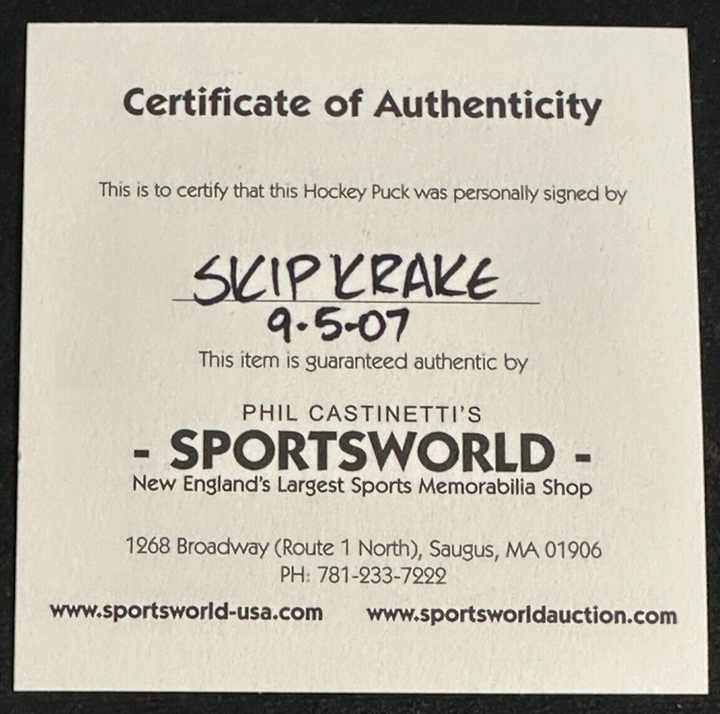 Certificate of Authenticity
This is to certify that this Hockey Puck was personally signed by
SKIP KRAKE
9-5-07
This item is guaranteed authentic by
PHIL CASTINETTI'S
- SPORTSWORLD -
New England's Largest Sports Memorabilia Shop
1268 Broadway (Route 1 North), Saugus, MA 01906
PH: 781-233-7222
www.sportsworld-usa.com www.sportsworldauction.com